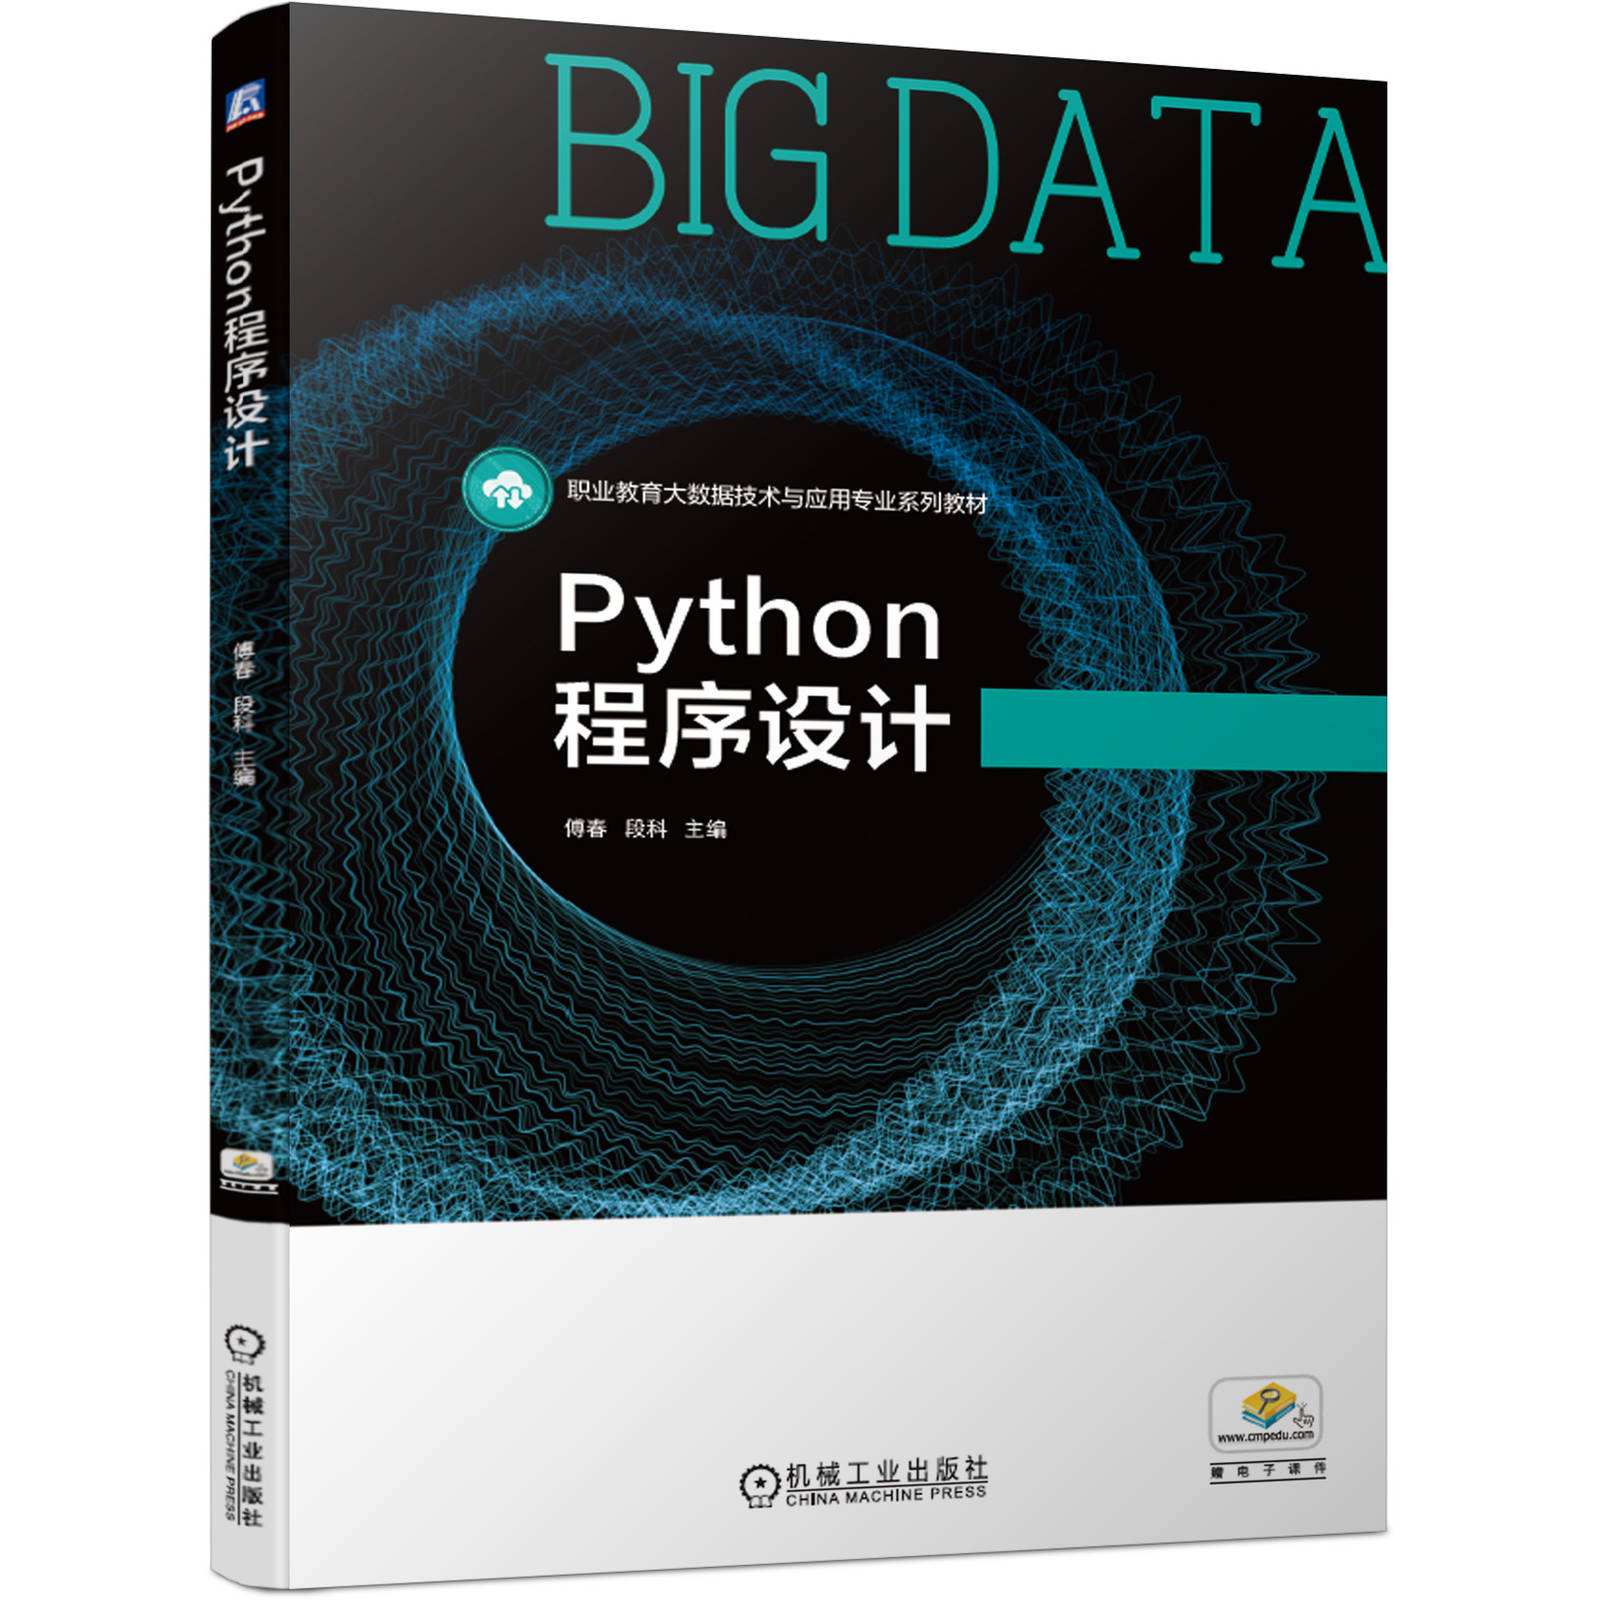 BIG DATA
职业教育大数据技术与应用专业系列教材
Python
程序设计
傅春 段科 主编
机械工业出版社
CHINA MACHINE PRESS
www.cmpedu.com
赠电子课件
Python程序设计
傅春 段科 主编
机械工业出版社
CHINA MACHINE PRESS